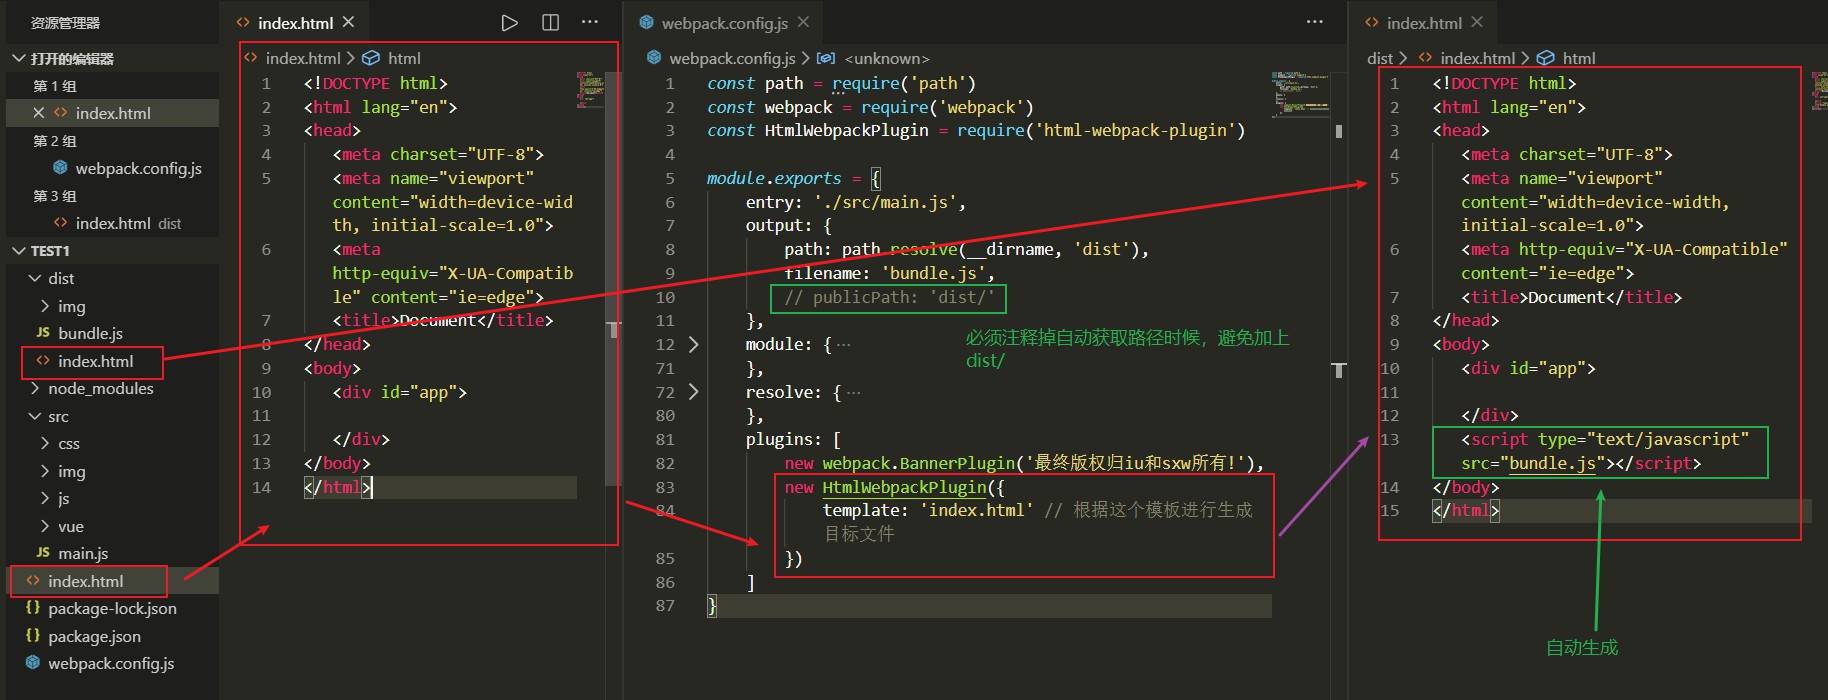 资源管理器
打开的编辑器
第 1 组
index.html
第 2 组
webpack.config.js
第 3 组
index.html dist
TEST1
dist
img
JS bundle.js
index.html
node_modules
src
css
img
js
vue
JS main.js
index.html
{} package-lock.json
{} package.json
webpack.config.js
index.html
index.html > html
1 <!DOCTYPE html>
2 <html lang="en">
3 <head>
4 <meta charset="UTF-8">
5 <meta name="viewport"
content="width=device-wid
th, initial-scale=1.0">
6 <meta
http-equiv="X-UA-Compatib
le" content="ie=edge">
7 <title>Document</title>
8 </head>
9 <body>
10 <div id="app">
11
12 </div>
13 </body>
14 </html>
webpack.config.js
webpack.config.js > <unknown>
1 const path = require('path')
2 const webpack = require('webpack')
3 const HtmlWebpackPlugin = require('html-webpack-plugin')
4
5 module.exports = {
6 entry: './src/main.js',
7 output: {
8 path: path.resolve(__dirname, 'dist'),
9 filename: 'bundle.js',
10 // publicPath: 'dist/'
11 },
必须注释掉自动获取路径时候，避免加上
dist/
12 module: {…
71 },
72 resolve: {…
80 },
81 plugins: [
82 new webpack.BannerPlugin('最终版权归iu和sxw所有!'),
83 new HtmlWebpackPlugin({
84 template: 'index.html' // 根据这个模板进行生成
目标文件
85 })
86 ]
87 }
index.html
dist > index.html > html
1 <!DOCTYPE html>
2 <html lang="en">
3 <head>
4 <meta charset="UTF-8">
5 <meta name="viewport"
content="width=device-width,
initial-scale=1.0">
6 <meta http-equiv="X-UA-Compatible"
content="ie=edge">
7 <title>Document</title>
8 </head>
9 <body>
10 <div id="app">
11
12 </div>
13 <script type="text/javascript"
src="bundle.js"></script>
14 </body>
15 </html>
自动生成